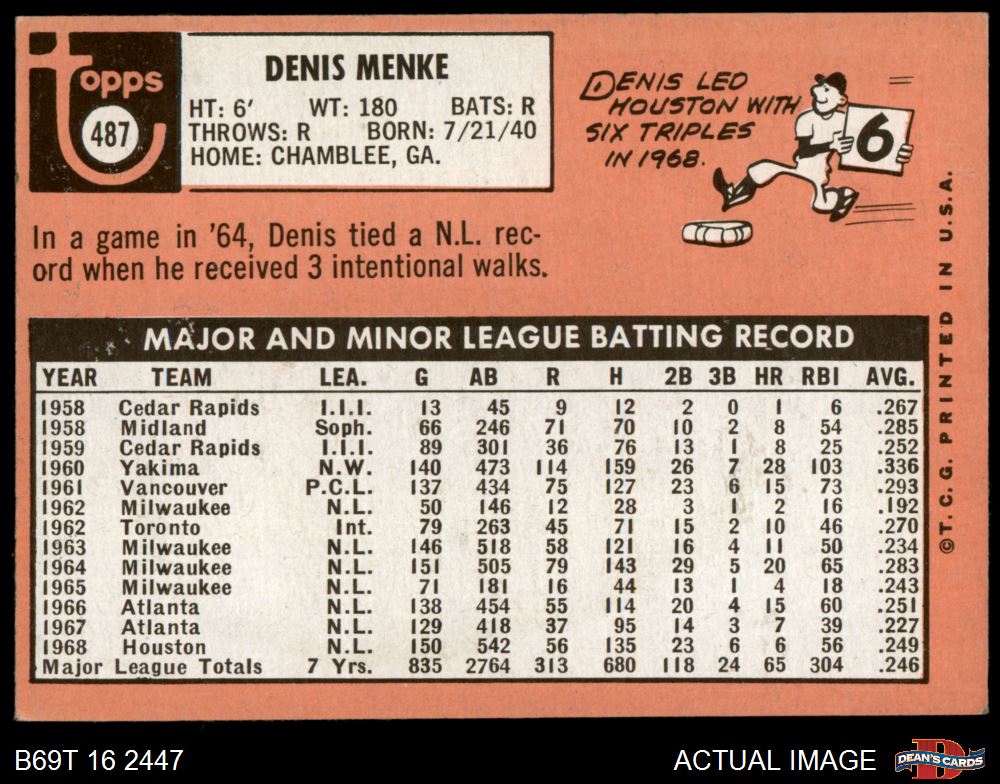 Topps
487
DENIS MENKE
HT: 6' WT: 180 BATS: R
THROWS: R BORN: 7/21/40
HOME: CHAMBLEE, GA.
DENIS LED
HOUSTON WITH
SIX TRIPLES
IN 1968.
6
In a game in '64, Denis tied a N.L. rec-
ord when he received 3 intentional walks.
MAJOR AND MINOR LEAGUE BATTING RECORD
YEAR TEAM LEA. G AB R H 2B 3B HR RBI AVG.
1958 Cedar Rapids I.I.I. 13 45 9 12 2 0 1 6 .267
1958 Midland Soph. 66 246 71 70 10 2 8 54 .285
1959 Cedar Rapids I.I.I. 89 301 36 76 13 1 8 25 .252
1960 Yakima N.W. 140 473 114 159 26 7 28 103 .336
1961 Vancouver P.C.L. 137 434 75 127 23 6 15 73 .293
1962 Milwaukee N.L. 50 146 12 28 3 1 2 16 .192
1962 Toronto Int. 79 263 45 71 15 2 10 46 .270
1963 Milwaukee N.L. 146 518 58 121 16 4 11 50 .234
1964 Milwaukee N.L. 151 505 79 143 29 5 20 65 .283
1965 Milwaukee N.L. 71 181 16 44 13 1 4 18 .243
1966 Atlanta N.L. 138 454 55 114 20 4 15 60 .251
1967 Atlanta N.L. 129 418 37 95 14 3 7 39 .227
1968 Houston N.L. 150 542 56 135 23 6 6 56 .249
Major League Totals 7 Yrs. 835 2764 313 680 118 24 65 304 .246
©T. C. G. PRINTED IN U.S.A.
B69T 16 2447
ACTUAL IMAGE
D
DEAN'S CARDS